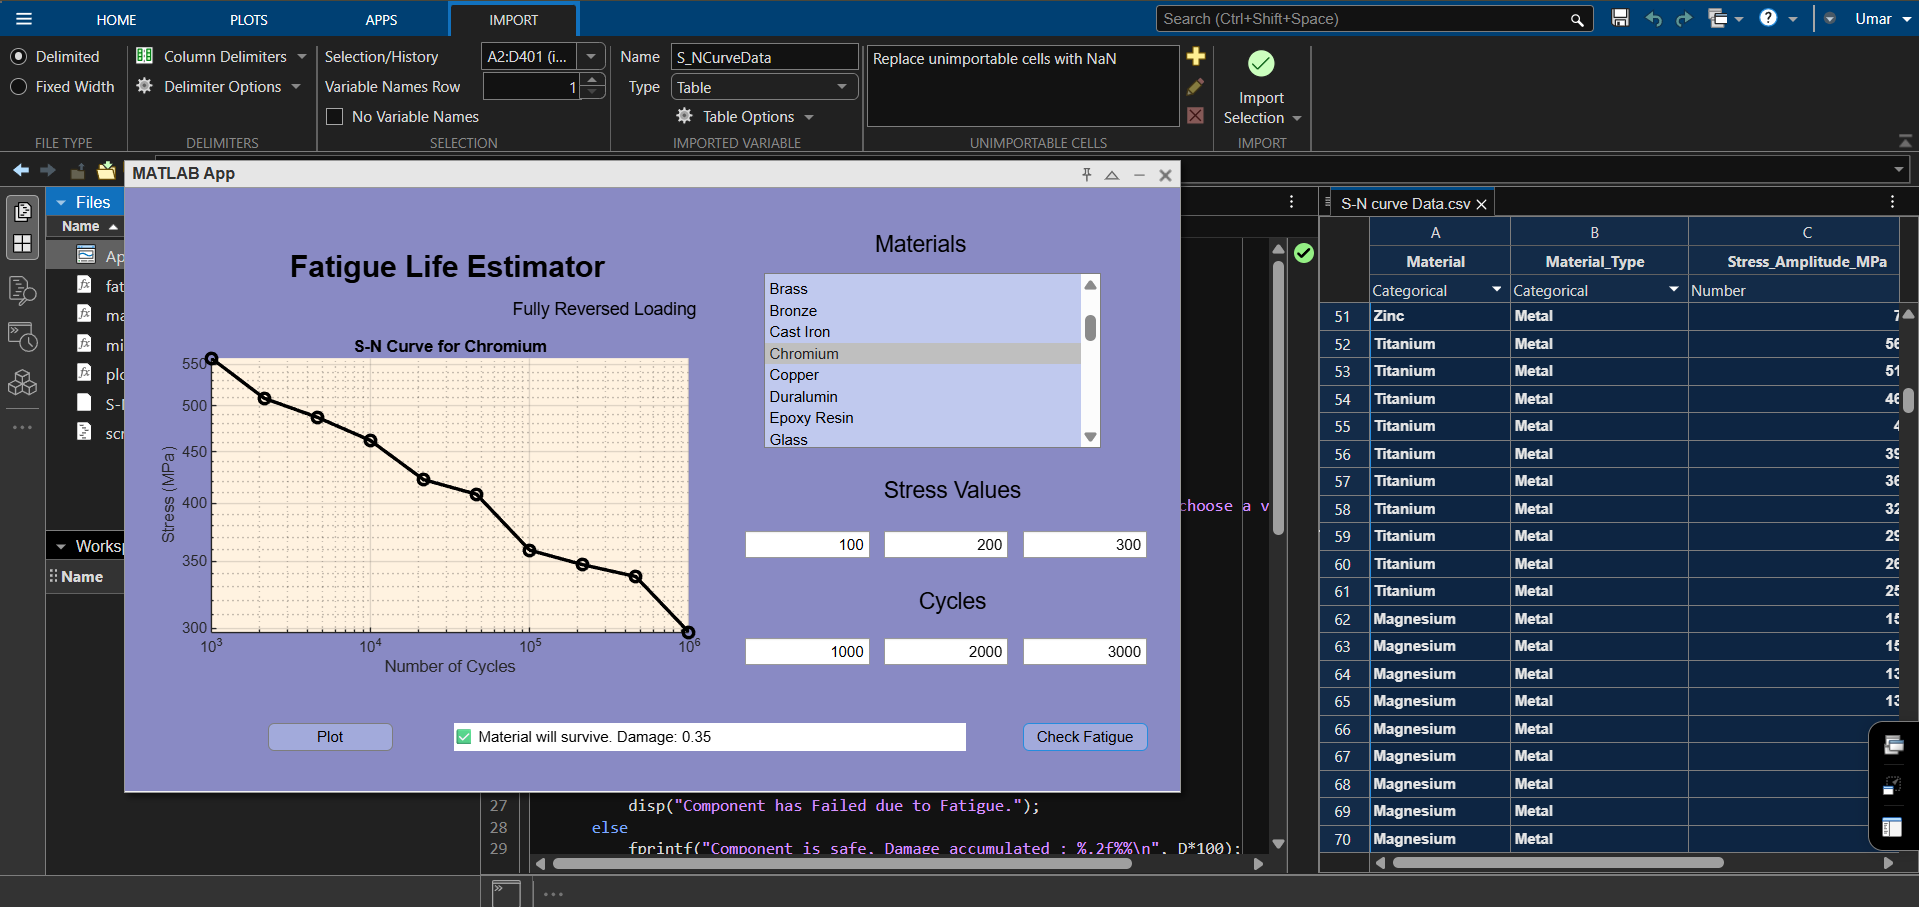 HOME PLOTS APPS IMPORT Search (Ctrl+Shift+Space) Umar
Delimited Column Delimiters Selection/History A2:D401 (i... Name S_NCurveData Replace unimportable cells with NaN
Fixed Width Delimiter Options Variable Names Row 1 Type Table Import
No Variable Names Table Options Selection
FILE TYPE DELIMITERS SELECTION IMPORTED VARIABLE UNIMPORTABLE CELLS IMPORT
MATLAB App
Files
Name
Ap
fat
ma
mi
plo
S-I
scr
Worksp
Name
Fatigue Life Estimator
Fully Reversed Loading
S-N Curve for Chromium
550
500
450
400
350
300
Stress (MPa)
10³ 10⁴ 10⁵ 10⁶
Number of Cycles
Materials
Brass
Bronze
Cast Iron
Chromium
Copper
Duralumin
Epoxy Resin
Glass
Stress Values
100 200 300
Cycles
1000 2000 3000
Plot ✅ Material will survive. Damage: 0.35 Check Fatigue
choose a v
27 disp("Component has Failed due to Fatigue.");
28 else
29 fprintf("Component is safe. Damage accumulated : %.2f%%\n", D*100);
S-N curve Data.csv
A B C
Material Material_Type Stress_Amplitude_MPa
Categorical Categorical Number
51 Zinc Metal 7
52 Titanium Metal 56
53 Titanium Metal 51
54 Titanium Metal 46
55 Titanium Metal 4
56 Titanium Metal 39
57 Titanium Metal 36
58 Titanium Metal 32
59 Titanium Metal 29
60 Titanium Metal 26
61 Titanium Metal 25
62 Magnesium Metal 15
63 Magnesium Metal 15
64 Magnesium Metal 13
65 Magnesium Metal 13
66 Magnesium Metal
67 Magnesium Metal
68 Magnesium Metal
69 Magnesium Metal
70 Magnesium Metal